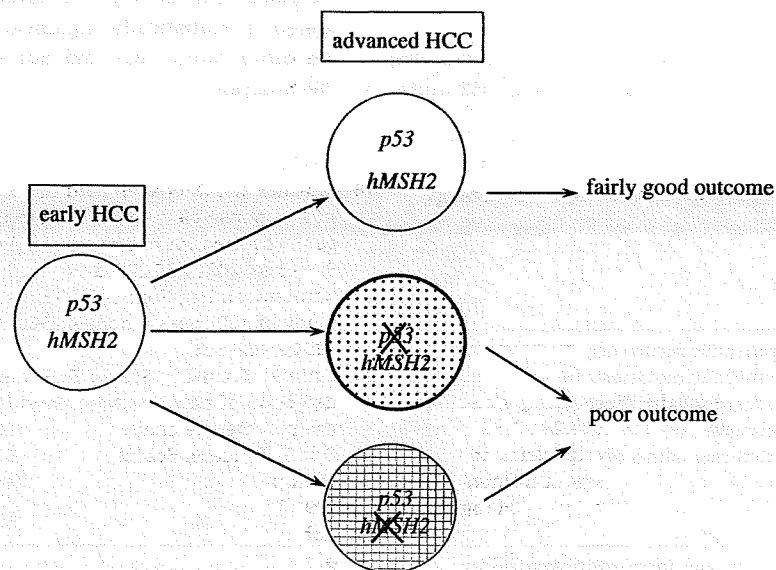 advanced HCC
p53
hMSH2
fairly good outcome
early HCC
p53
hMSH2
p53
hMSH2
poor outcome
p53
hMSH2